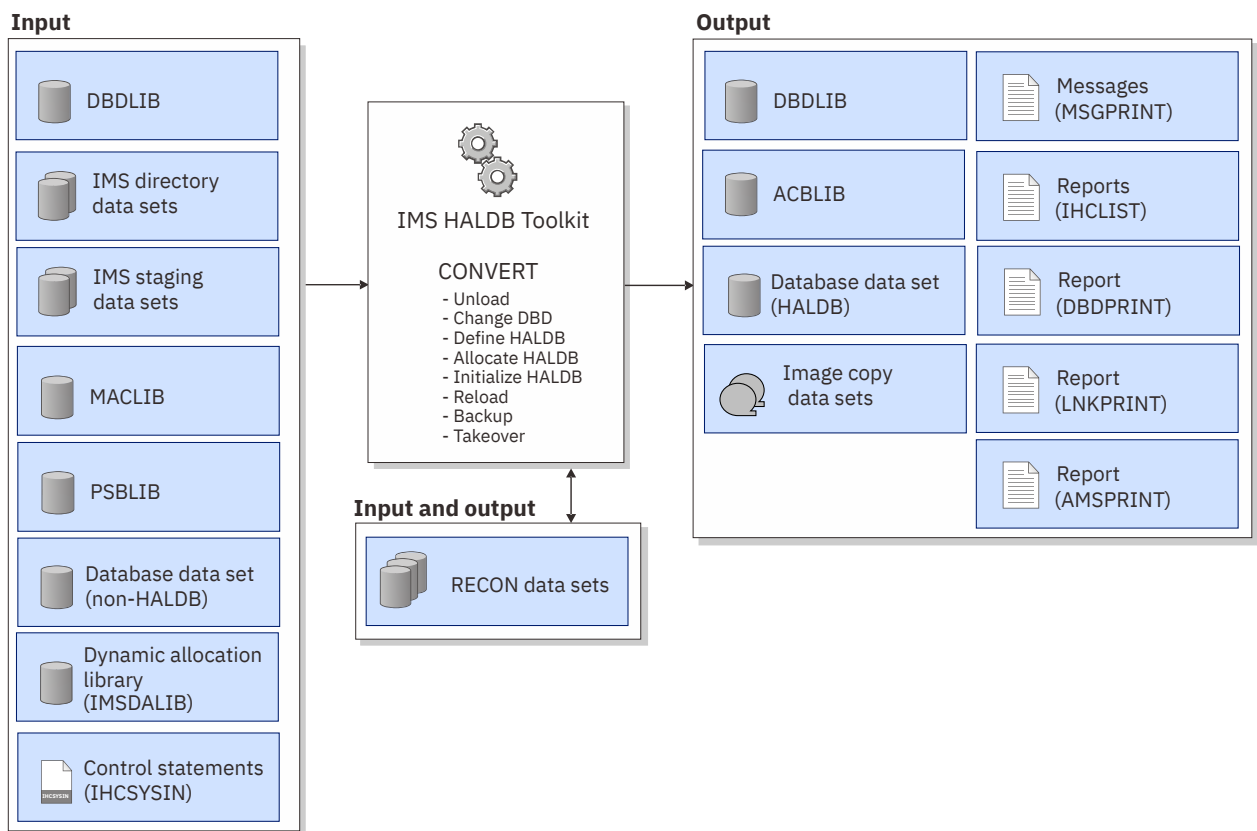 Input
DBDLIB
IMS directory
data sets
IMS staging
data sets
MACLIB
PSBLIB
Database data set
(non-HALDB)
Dynamic allocation
library
(IMSDALIB)
IHCSYSIN
Control statements
(IHCSYSIN)
IMS HALDB Toolkit
CONVERT
- Unload
- Change DBD
- Define HALDB
- Allocate HALDB
- Initialize HALDB
- Reload
- Backup
- Takeover
Input and output
RECON data sets
Output
DBDLIB
ACBLIB
Database data set
(HALDB)
Image copy
data sets
Messages
(MSGPRINT)
Reports
(IHCLIST)
Report
(DBDPRINT)
Report
(LNKPRINT)
Report
(AMSPRINT)